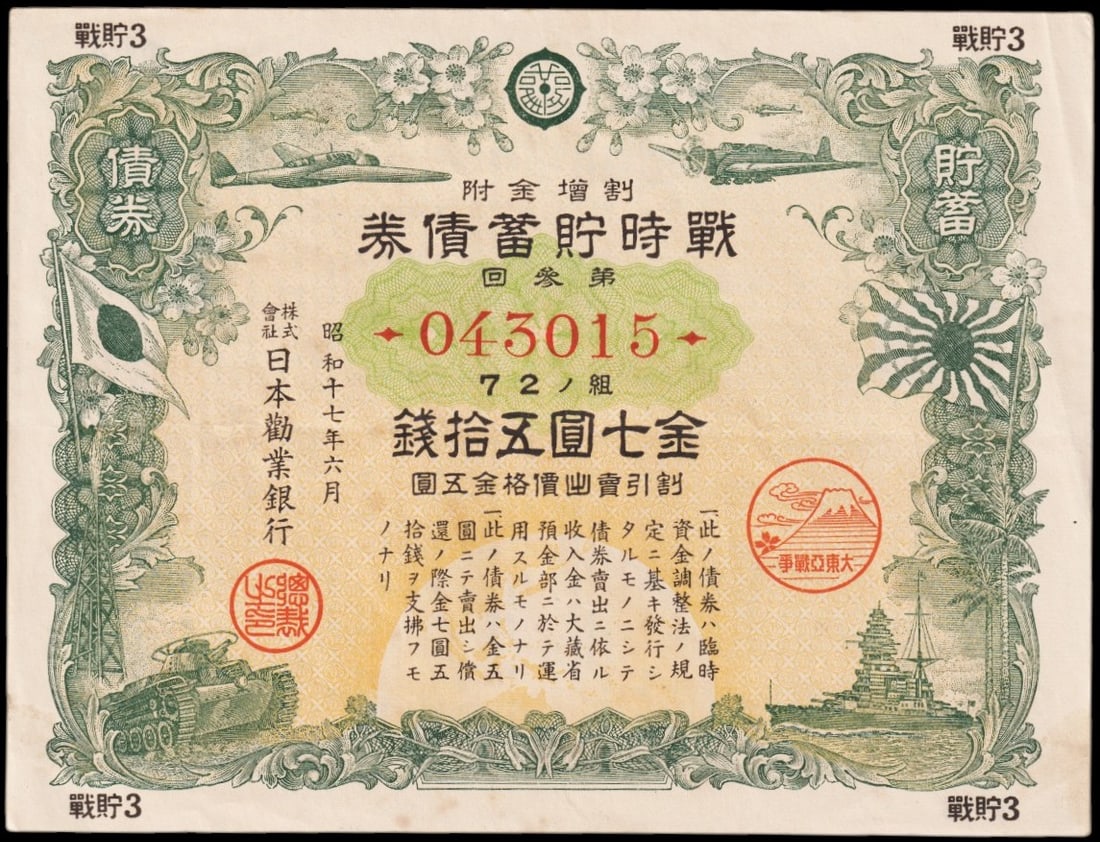 戰貯3
戰貯3
貯蓄
債券
割增金附
戰時貯蓄債券
第參回
043015
組ノ72
金七圓五拾錢
割引賣出價格金五圓
一此ノ債券ハ臨時
資金調整法ノ規
定ニ基キ發行シ
タルモノニシテ
債券賣出ニ依ル
收入金ハ大藏省
預金部ニ於テ運
用スルモノナリ
一此ノ債券ハ金五
圓ニテ賣出シ償
還ノ際金七圓五
拾錢ヲ支拂フモ
ノナリ
昭和十七年六月
株式會社日本勸業銀行
總裁之印
大東亞戰爭
戰貯3
戰貯3